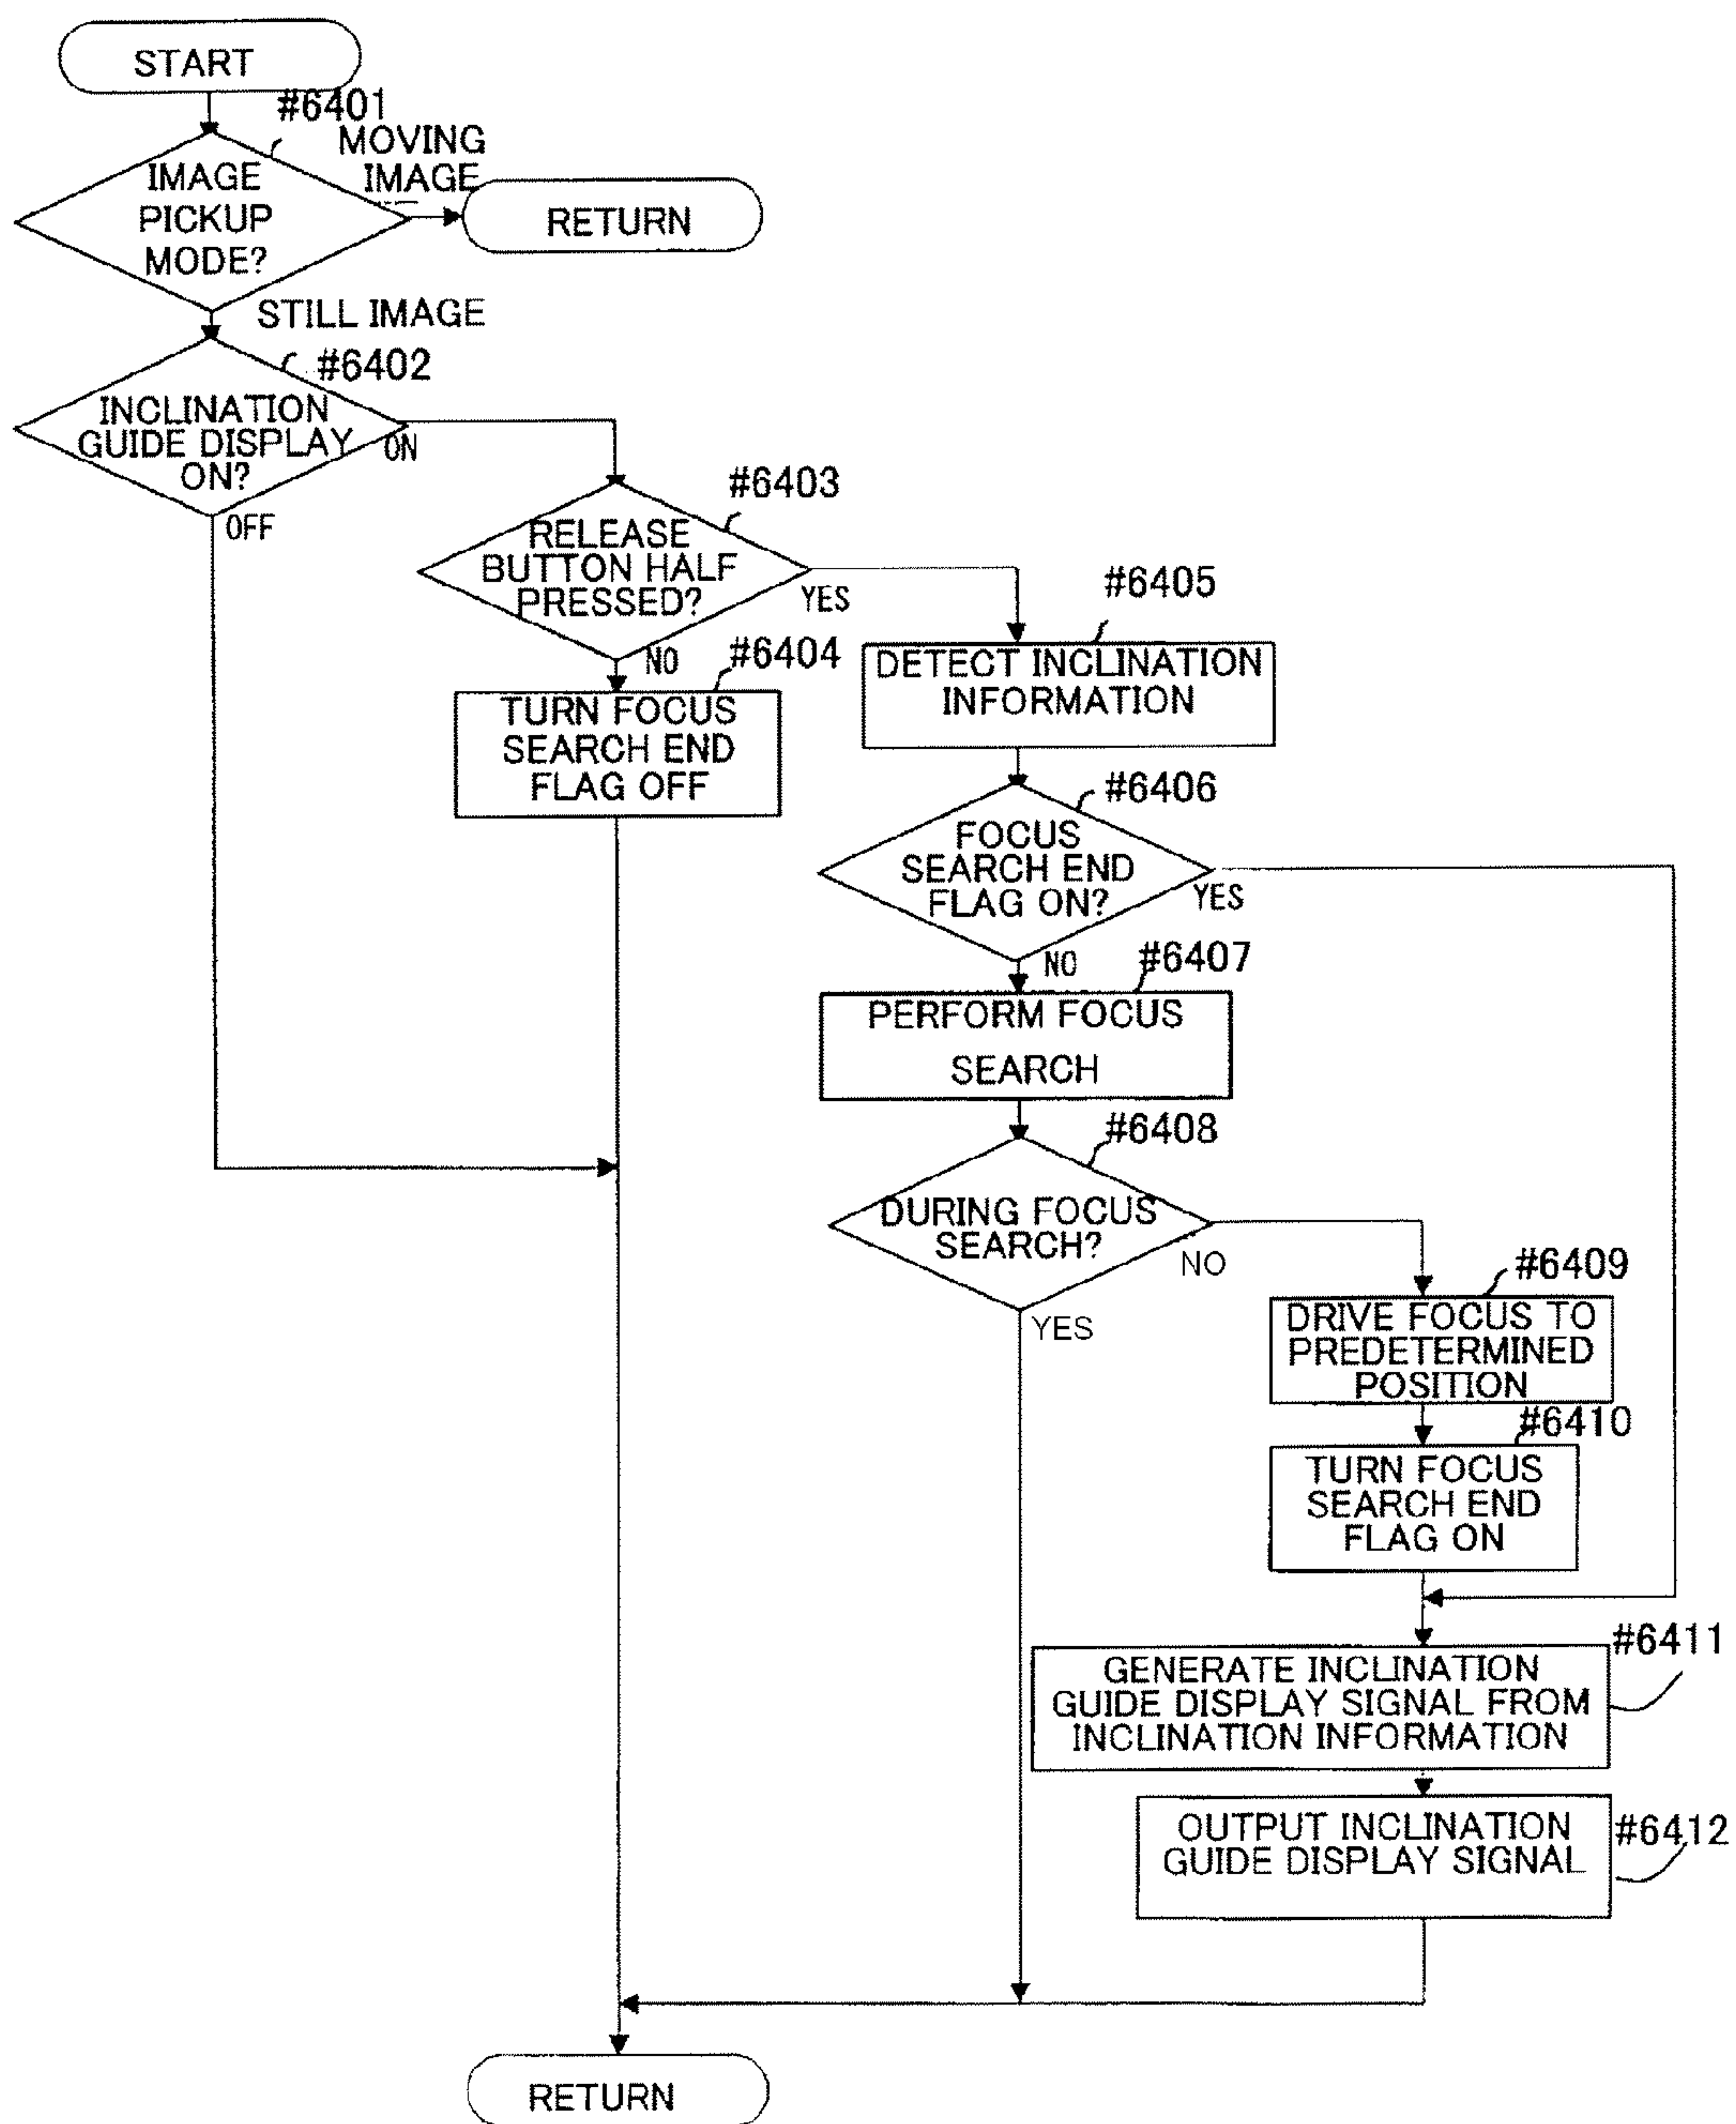 START
#6401
MOVING
IMAGE
IMAGE
PICKUP
MODE?
RETURN
STILL IMAGE
#6402
INCLINATION
GUIDE DISPLAY
ON?
ON
OFF
#6403
RELEASE
BUTTON HALF
PRESSED?
YES
NO
#6404
TURN FOCUS
SEARCH END
FLAG OFF
#6405
DETECT INCLINATION
INFORMATION
#6406
FOCUS
SEARCH END
FLAG ON?
YES
NO
#6407
PERFORM FOCUS
SEARCH
#6408
DURING FOCUS
SEARCH?
NO
YES
#6409
DRIVE FOCUS TO
PREDETERMINED
POSITION
#6410
TURN FOCUS
SEARCH END
FLAG ON
#6411
GENERATE INCLINATION
GUIDE DISPLAY SIGNAL FROM
INCLINATION INFORMATION
#6412
OUTPUT INCLINATION
GUIDE DISPLAY SIGNAL
RETURN